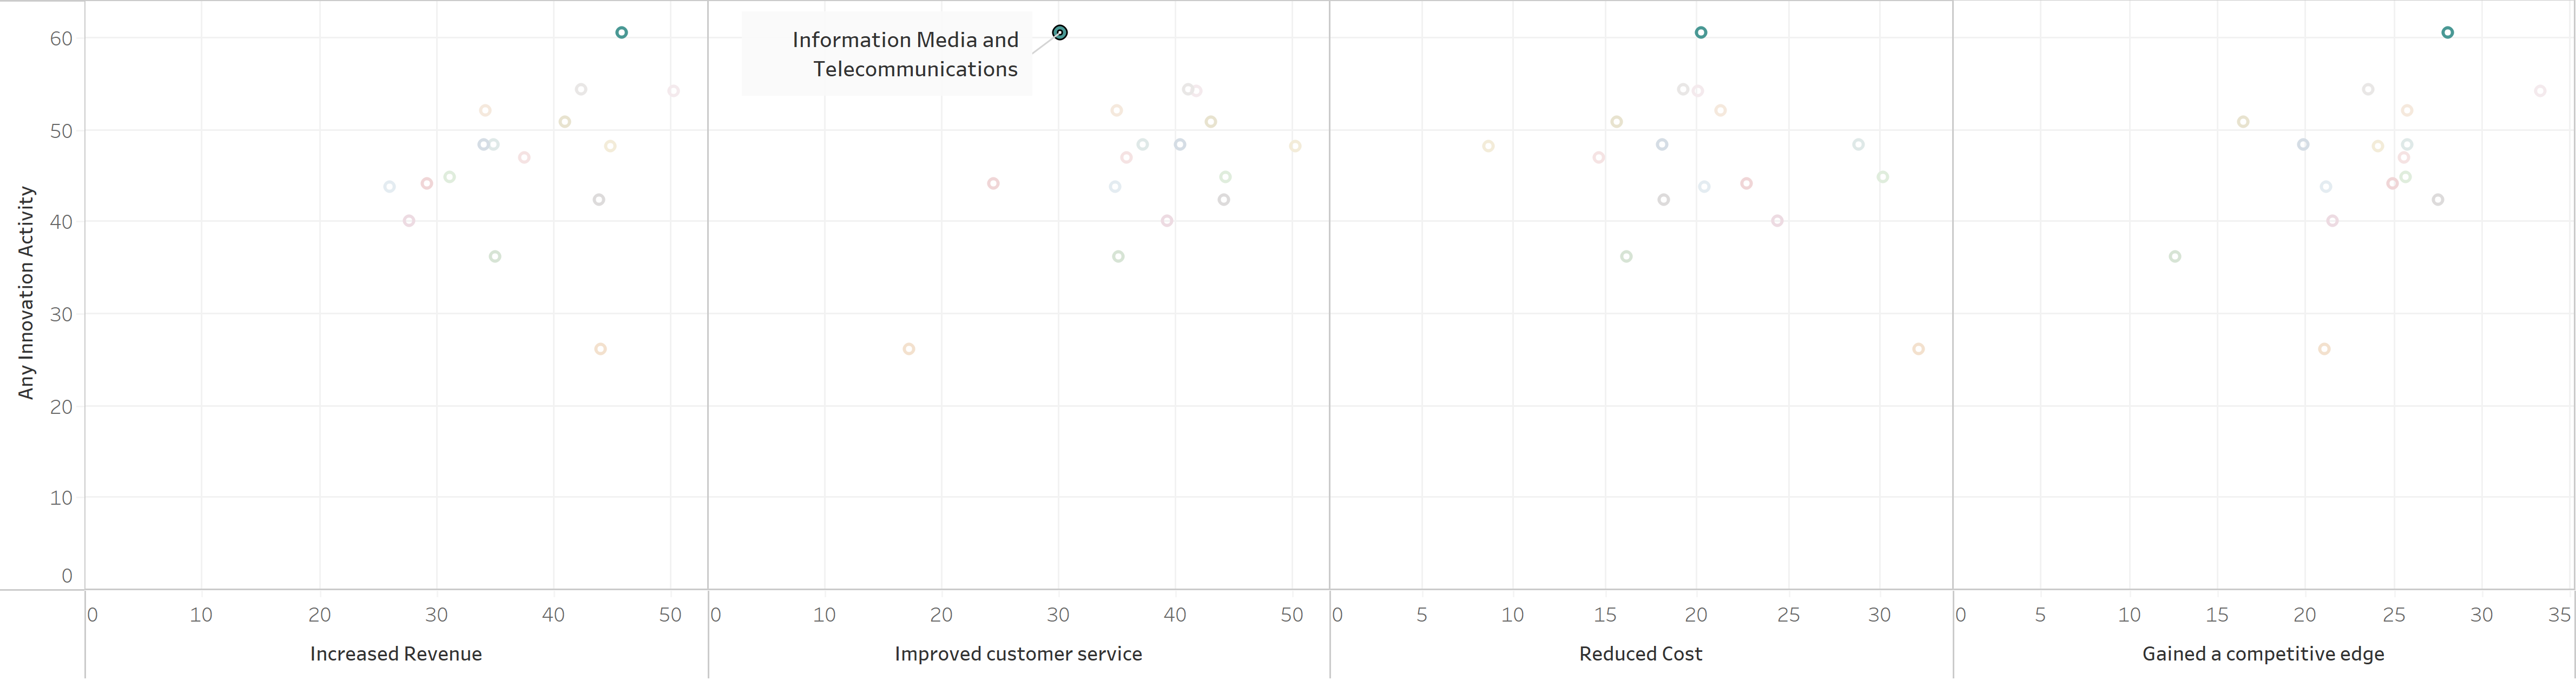 Information Media and
Telecommunications
60
50
40
30
20
10
0
Any Innovation Activity
0 10 20 30 40 50 0 10 20 30 40 50 0 5 10 15 20 25 30 0 5 10 15 20 25 30 35
Increased Revenue Improved customer service Reduced Cost Gained a competitive edge